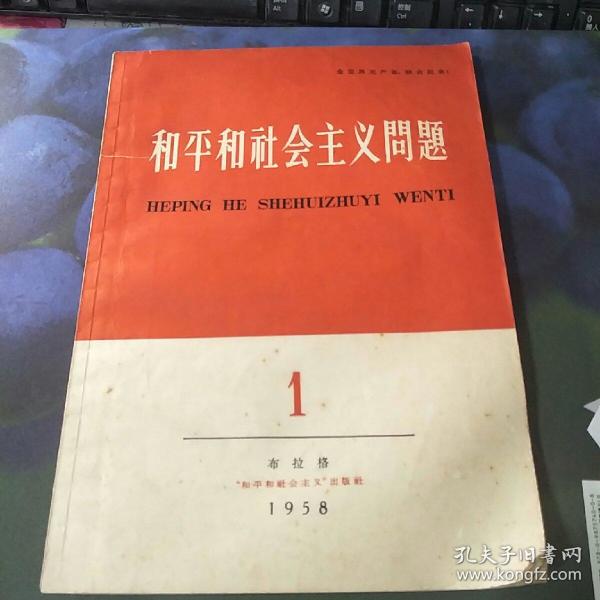 全世界无产者，联合起来！
和平和社会主义問題
HEPING HE SHEHUIZHUYI WENTI
1
布拉格
“和平和社会主义”出版社
1958
孔夫子旧书网
www.kongfz.com